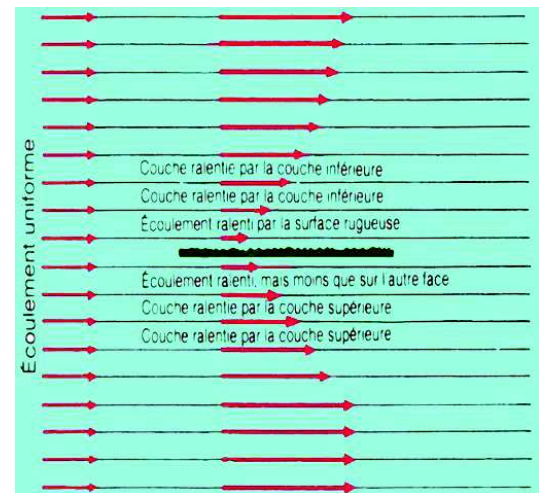 Écoulement uniforme
Couche ralentie par la couche inférieure
Couche ralentie par la couche inférieure
Écoulement ralenti par la surface rugueuse
Écoulement ralenti, mais moins que sur l'autre face
Couche ralentie par la couche supérieure
Couche ralentie par la couche supérieure